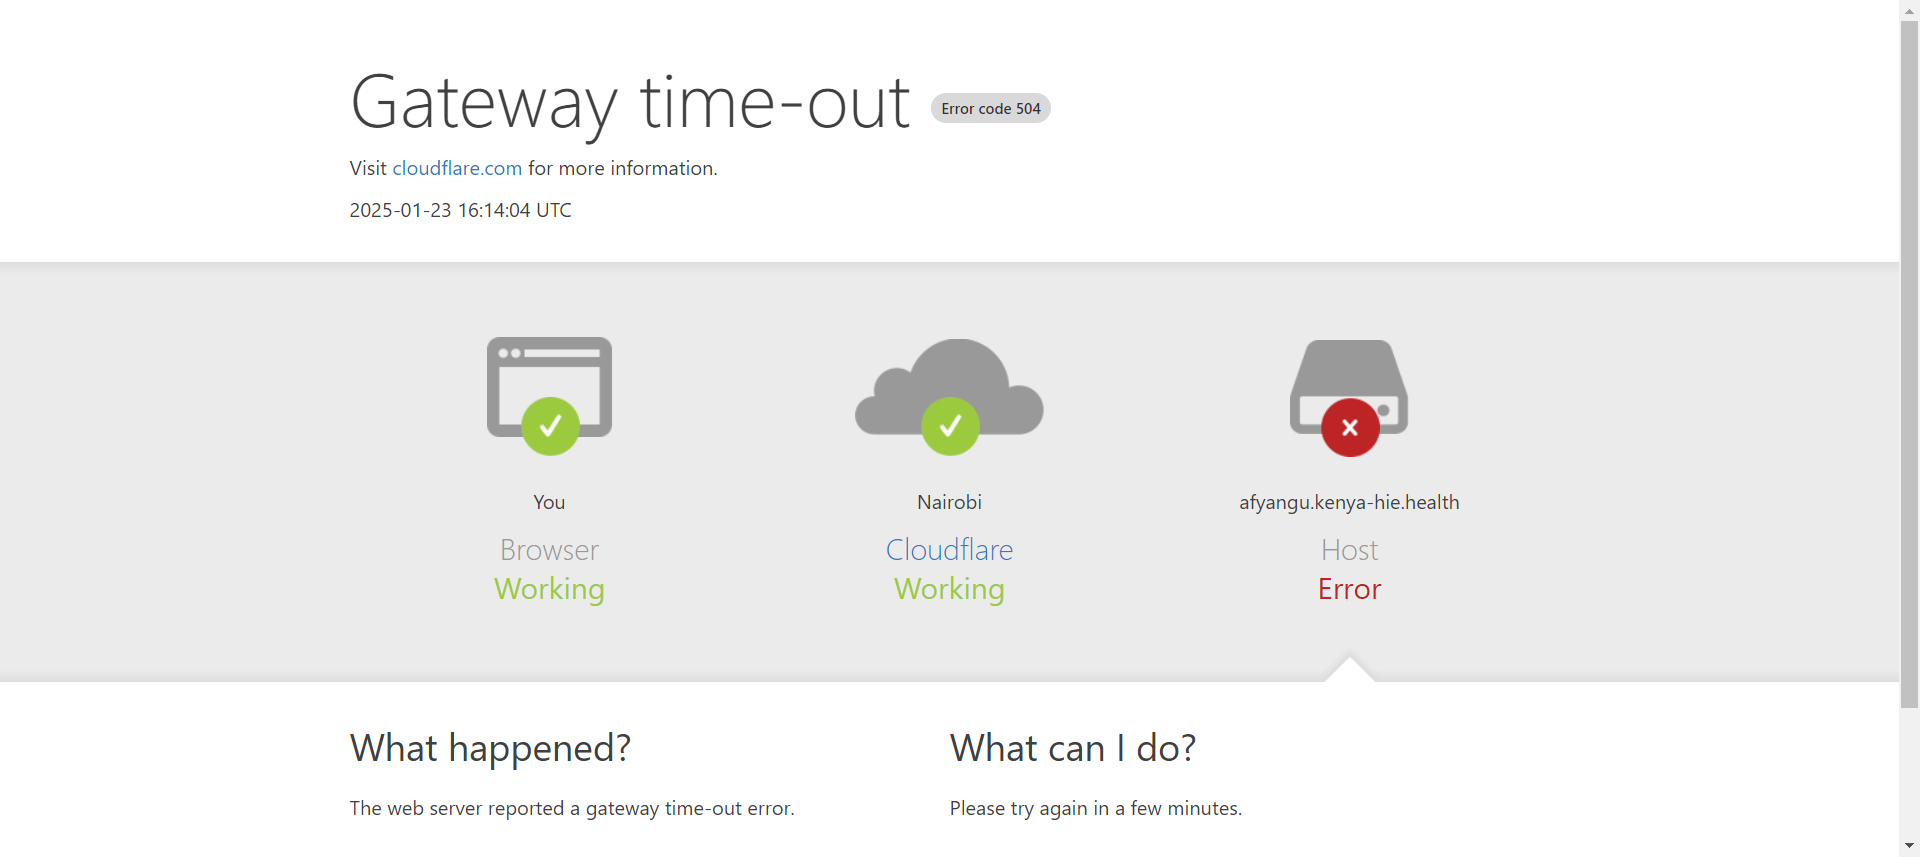 Gateway time-out Error code 504
Visit cloudflare.com for more information.
2025-01-23 16:14:04 UTC
You
Browser
Working
Nairobi
Cloudflare
Working
afyangu.kenya-hie.health
Host
Error
What happened?
The web server reported a gateway time-out error.
What can I do?
Please try again in a few minutes.